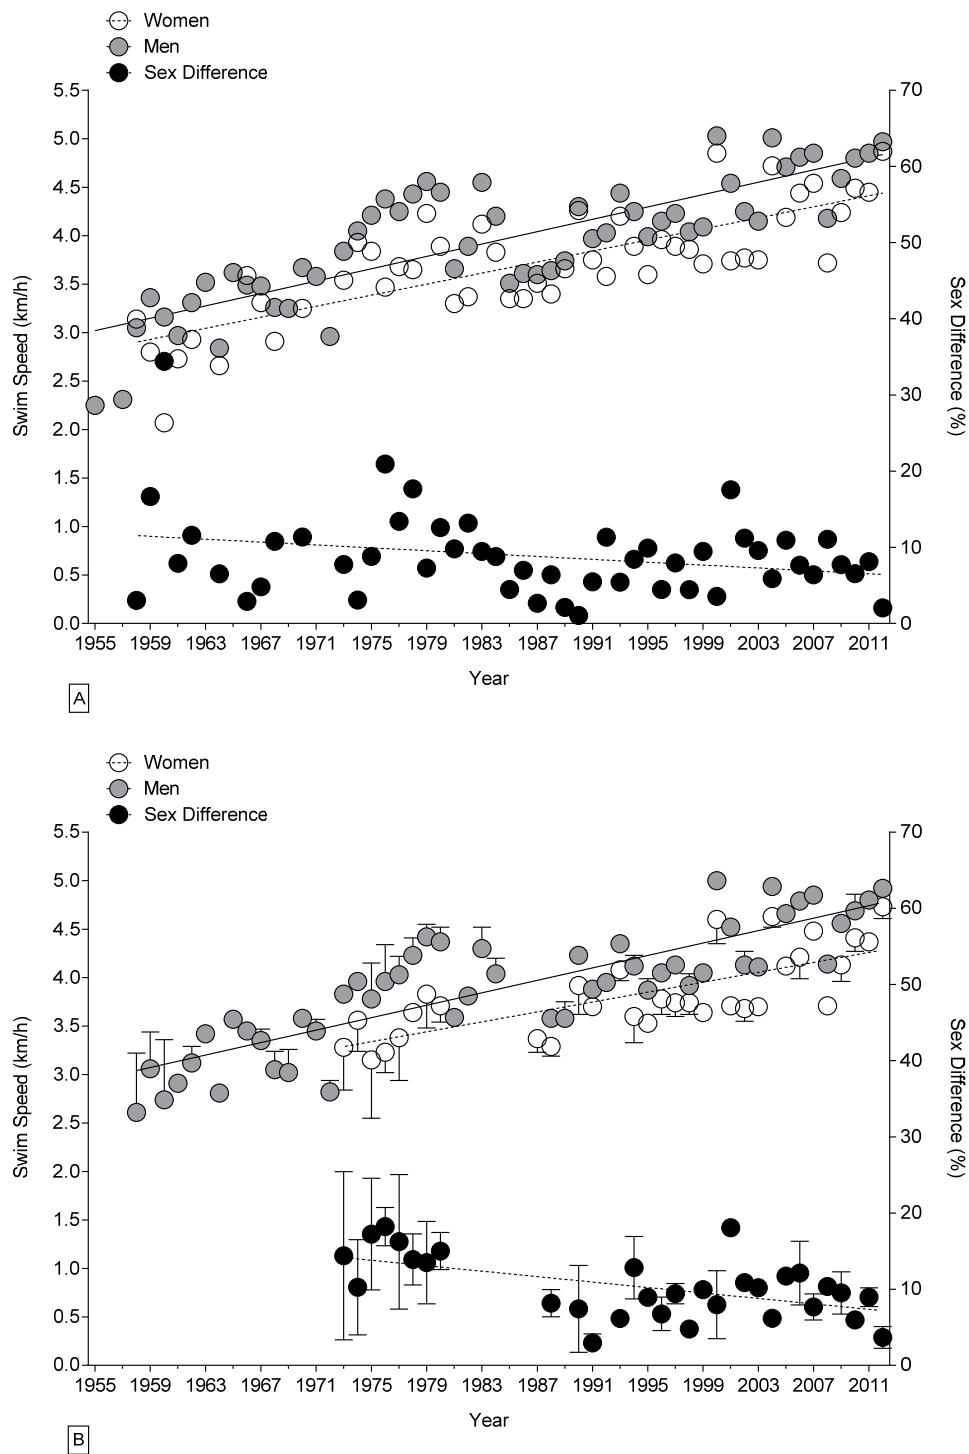 Women
Men
Sex Difference
5.5
5.0
4.5
4.0
3.5
3.0
2.5
2.0
1.5
1.0
0.5
0.0
Swim Speed (km/h)
70
60
50
40
30
20
10
0
Sex Difference (%)
1955 1959 1963 1967 1971 1975 1979 1983 1987 1991 1995 1999 2003 2007 2011
Year
A
Women
Men
Sex Difference
5.5
5.0
4.5
4.0
3.5
3.0
2.5
2.0
1.5
1.0
0.5
0.0
Swim Speed (km/h)
70
60
50
40
30
20
10
0
Sex Difference (%)
1955 1959 1963 1967 1971 1975 1979 1983 1987 1991 1995 1999 2003 2007 2011
Year
B